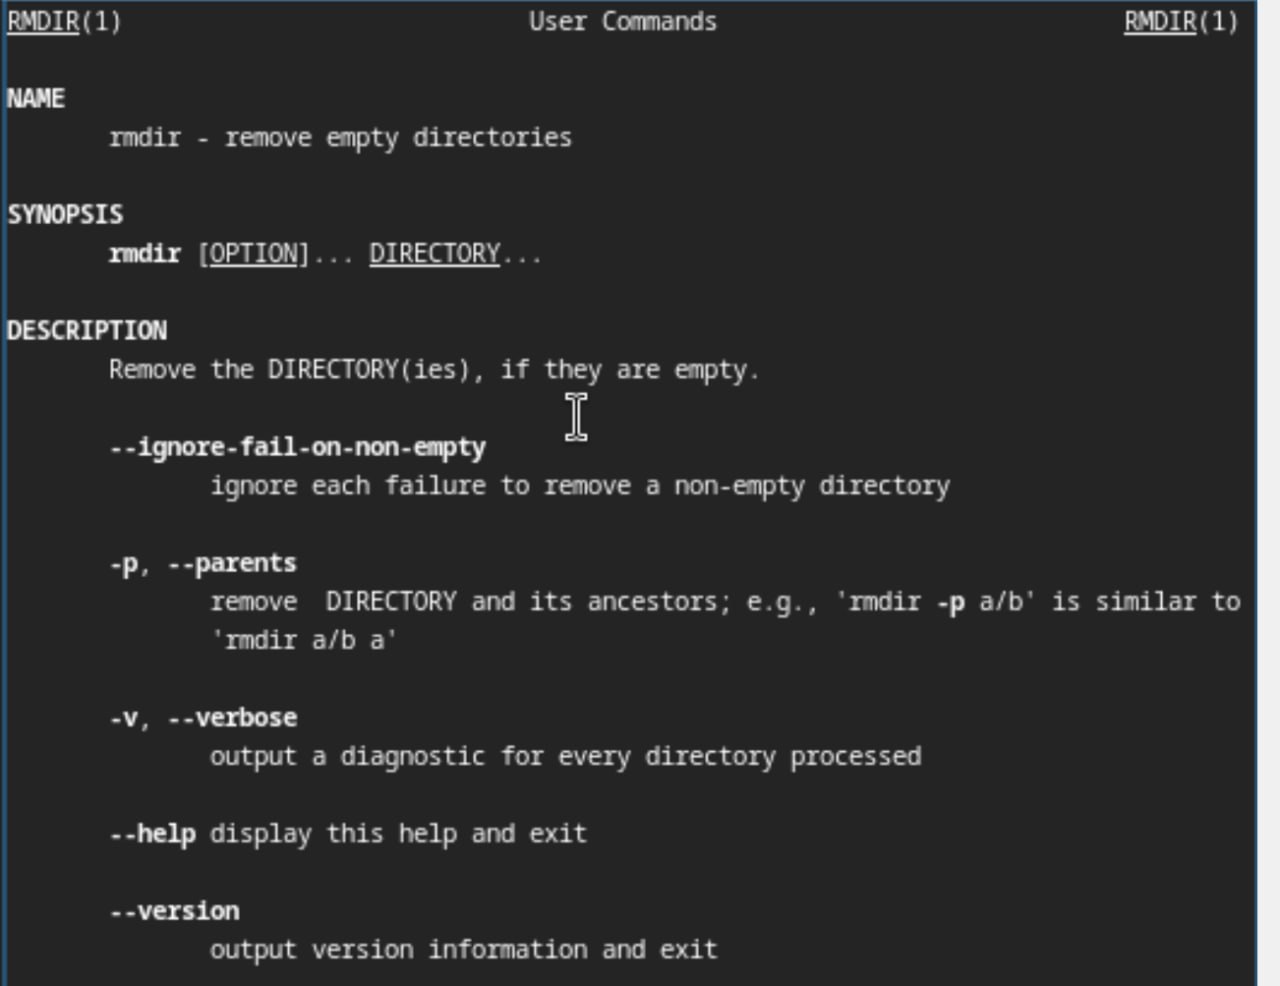 RMDIR(1) User Commands RMDIR(1)
NAME
rmdir - remove empty directories
SYNOPSIS
rmdir [OPTION]... DIRECTORY...
DESCRIPTION
Remove the DIRECTORY(ies), if they are empty.
--ignore-fail-on-non-empty
ignore each failure to remove a non-empty directory
-p, --parents
remove  DIRECTORY and its ancestors; e.g., 'rmdir -p a/b' is similar to
'rmdir a/b a'
-v, --verbose
output a diagnostic for every directory processed
--help display this help and exit
--version
output version information and exit